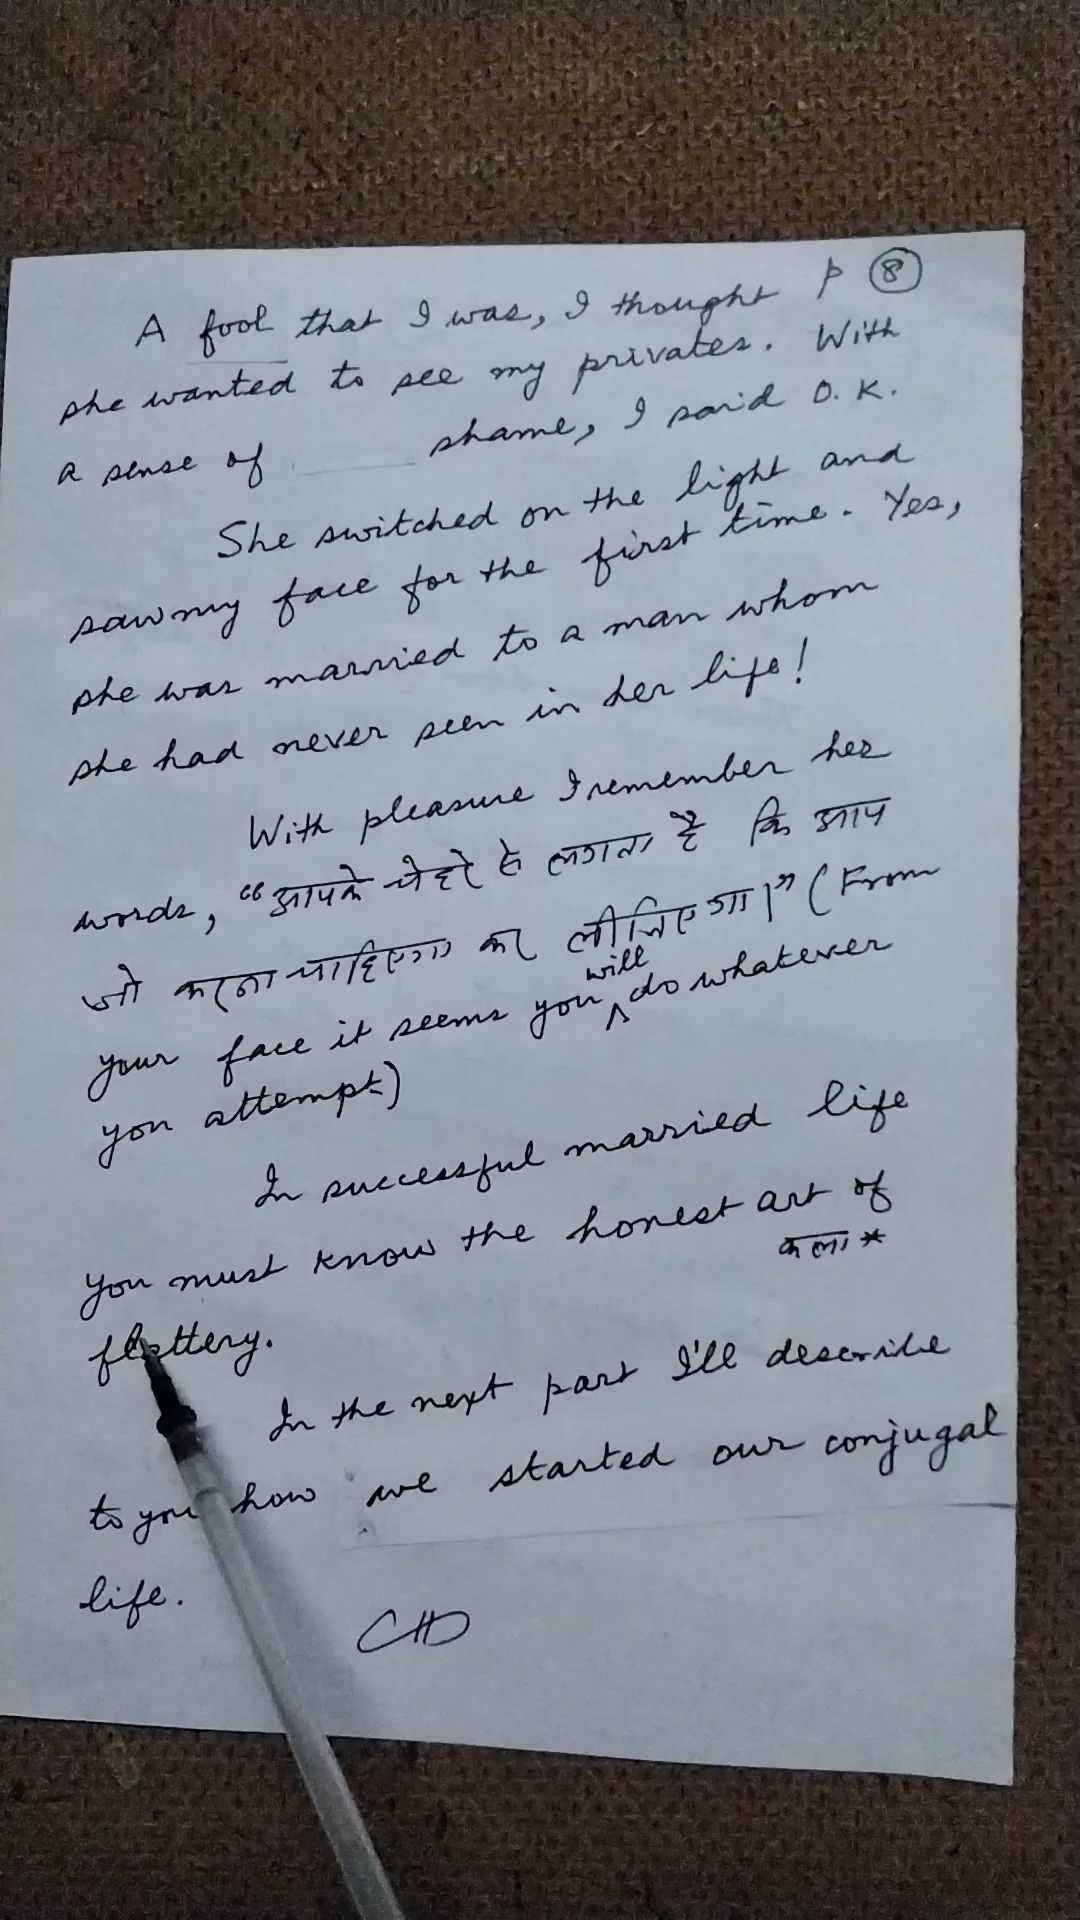 P 8
A fool that I was, I thought
she wanted to see my privates. With
a sense of shame, I said O.K.
She switched on the light and
saw my face for the first time. Yes,
she was married to a man whom
she had never seen in her life!
With pleasure I remember her
words, "आपके चेहरे से लगता है कि आप
जो करना चाहिएगा कर लीजिएगा।" (From
your face it seems you will do whatever
you attempt)
In successful married life
you must know the honest art of
कला*
flattery.
In the next part I'll describe
to you how we started our conjugal
life.